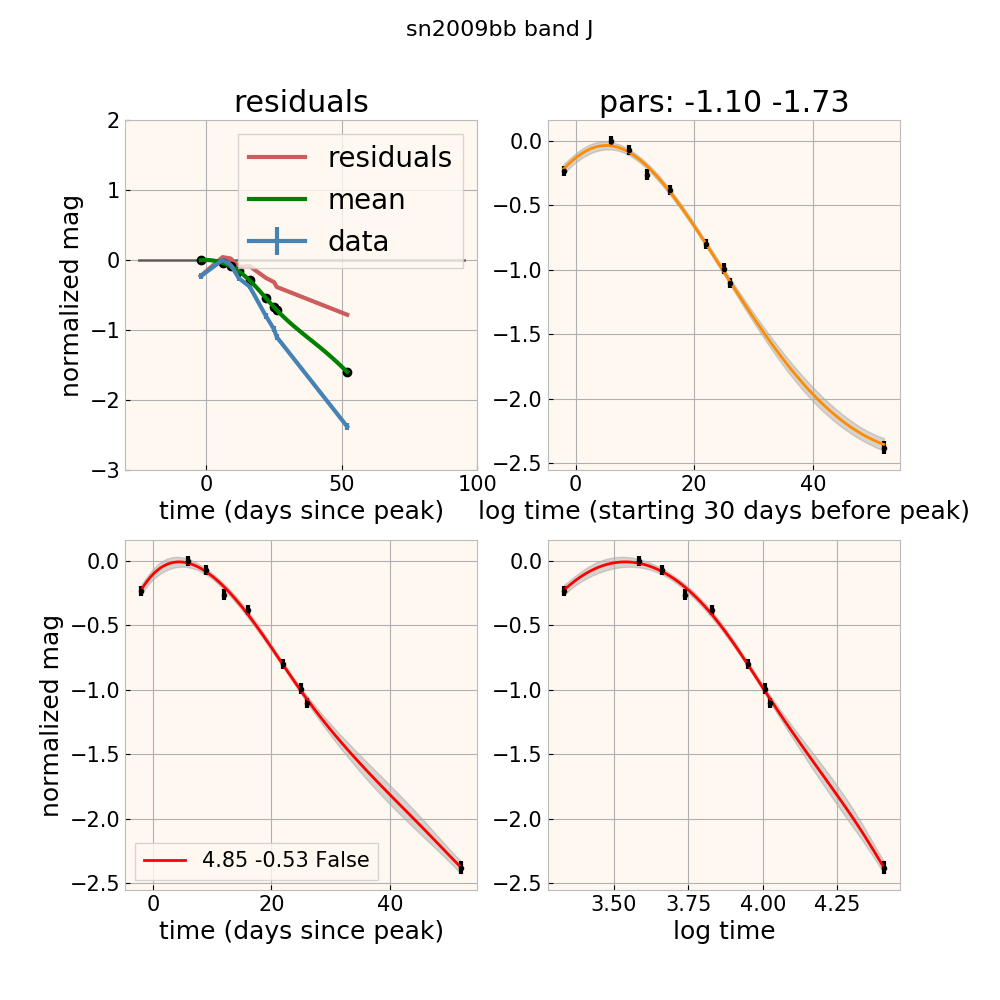 sn2009bb band J
residuals
pars: -1.10 -1.73
normalized mag
2
1
0
−1
−2
−3
residuals
mean
data
0
50
100
time (days since peak)
0.0
−0.5
−1.0
−1.5
−2.0
−2.5
0
20
40
log time (starting 30 days before peak)
normalized mag
0.0
−0.5
−1.0
−1.5
−2.0
−2.5
4.85 -0.53 False
0
20
40
time (days since peak)
0.0
−0.5
−1.0
−1.5
−2.0
−2.5
3.50
3.75
4.00
4.25
log time